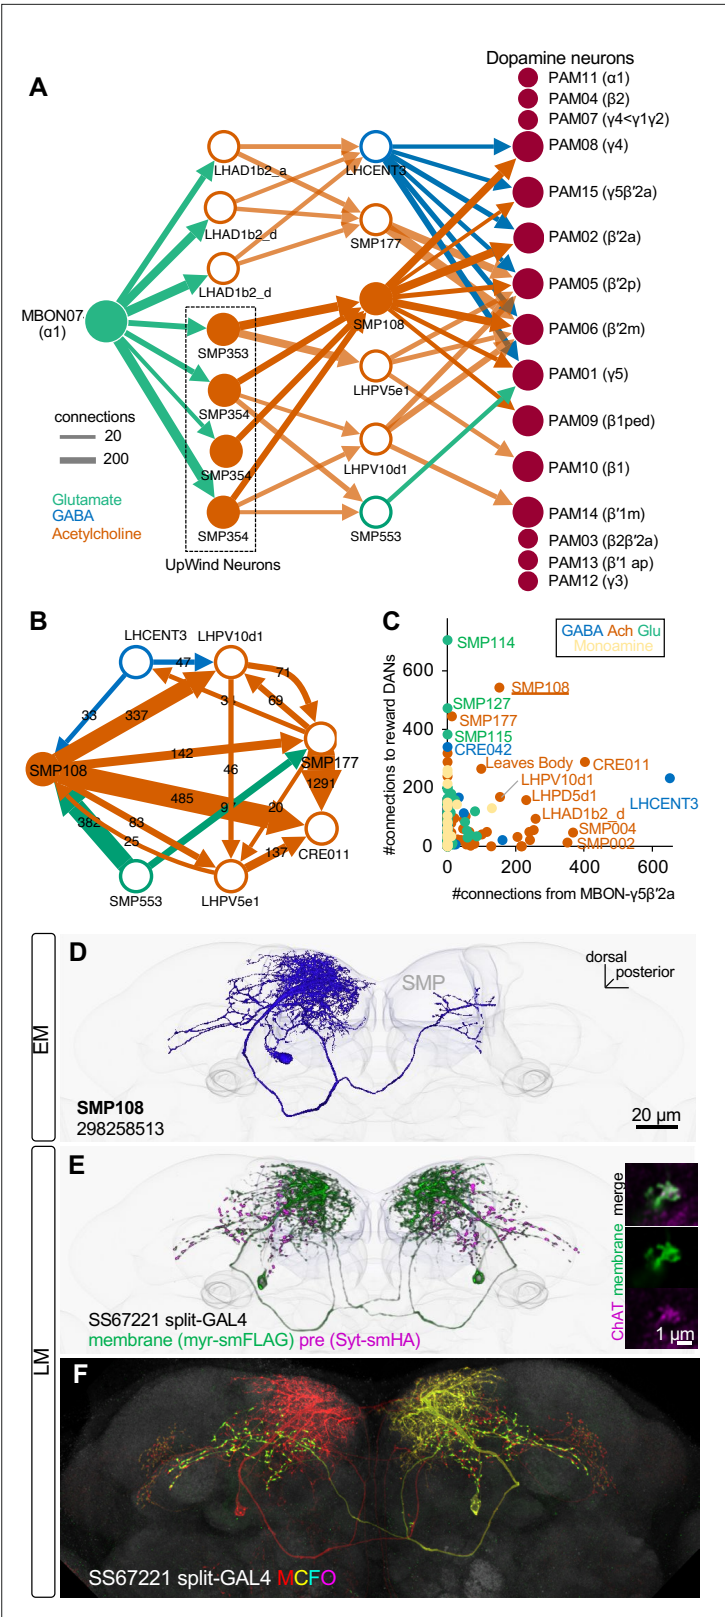 A
Dopamine neurons
PAM11 (α1)
PAM04 (β2)
PAM07 (γ4<γ1γ2)
PAM08 (γ4)
PAM15 (γ5β′2a)
PAM02 (β′2a)
PAM05 (β′2p)
PAM06 (β′2m)
PAM01 (γ5)
PAM09 (β1ped)
PAM10 (β1)
PAM14 (β′1m)
PAM03 (β2β′2a)
PAM13 (β′1 ap)
PAM12 (γ3)
LHAD1b2_a
LHAD1b2_d
LHAD1b2_d
SMP353
SMP354
SMP354
SMP354
UpWind Neurons
LHCENT3
SMP177
SMP108
LHPV5e1
LHPV10d1
SMP553
MBON07
(α1)
connections
20
200
Glutamate
GABA
Acetylcholine
B
LHCENT3
LHPV10d1
SMP177
CRE011
LHPV5e1
SMP553
SMP108
47
71
33
337
69
142
46
1291
485
20
382
83
25
137
C
GABA Ach Glu
Monoamine
#connections to reward DANs
600
400
200
0
0
200
400
600
#connections from MBON-γ5β′2a
SMP114
SMP108
SMP127
SMP177
SMP115
CRE042
Leaves Body
CRE011
LHPV10d1
LHCENT3
LHPD5d1
LHAD1b2_d
SMP004
SMP002
EM
D
SMP
dorsal
posterior
SMP108
298258513
20 μm
LM
E
SS67221 split-GAL4
membrane (myr-smFLAG) pre (Syt-smHA)
ChAT membrane merge
1 μm
F
SS67221 split-GAL4 MCFO